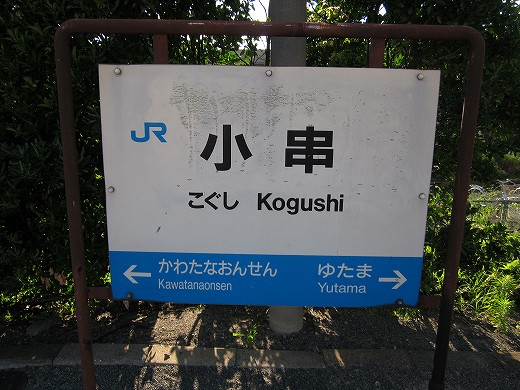 JR 小串
こぐし Kogushi
← かわたなおんせん ゆたま →
Kawatanaonsen Yutama